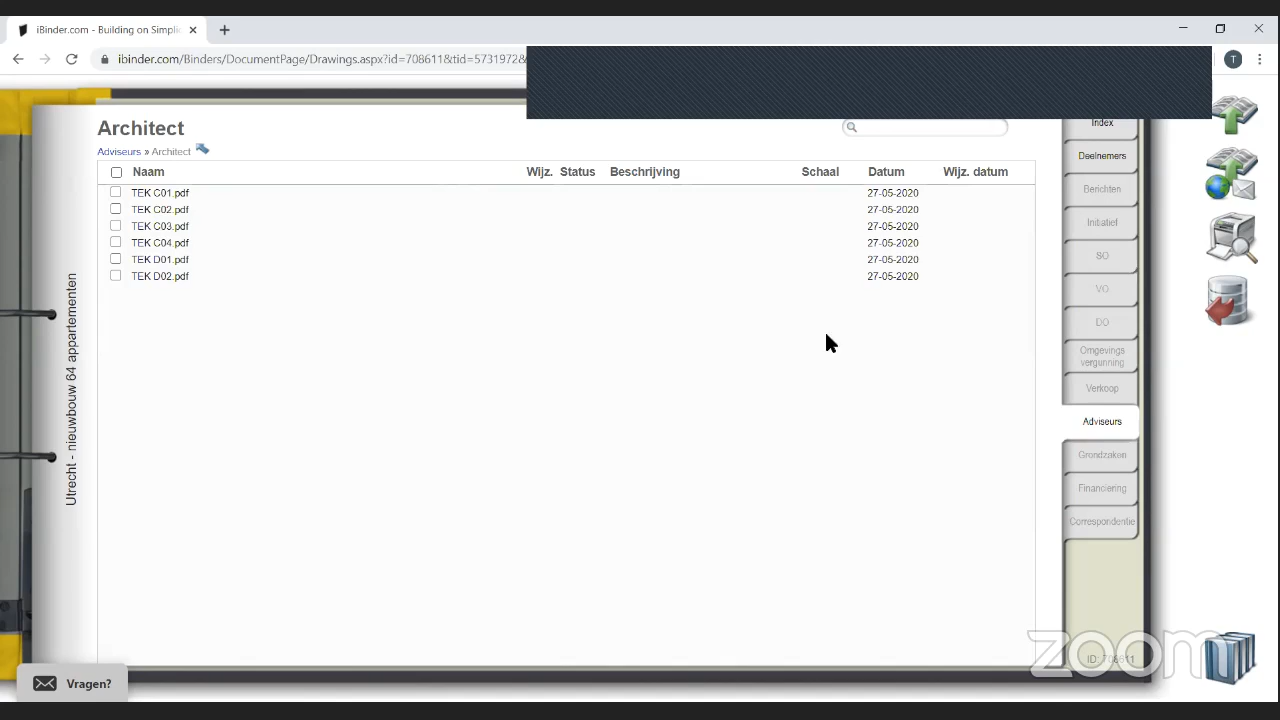 iBinder.com - Building on Simpli
ibinder.com/Binders/DocumentPage/Drawings.aspx?id=708611&tid=5731972&
T
Architect
Adviseurs » Architect
Naam Wijz. Status Beschrijving Schaal Datum Wijz. datum
TEK C01.pdf 27-05-2020
TEK C02.pdf 27-05-2020
TEK C03.pdf 27-05-2020
TEK C04.pdf 27-05-2020
TEK D01.pdf 27-05-2020
TEK D02.pdf 27-05-2020
Utrecht - nieuwbouw 64 appartementen
Index
Deelnemers
Berichten
Initiatief
SO
VO
DO
Omgevings
vergunning
Verkoop
Adviseurs
Grondzaken
Financiering
Correspondentie
ID: 708611
zoom
Vragen?